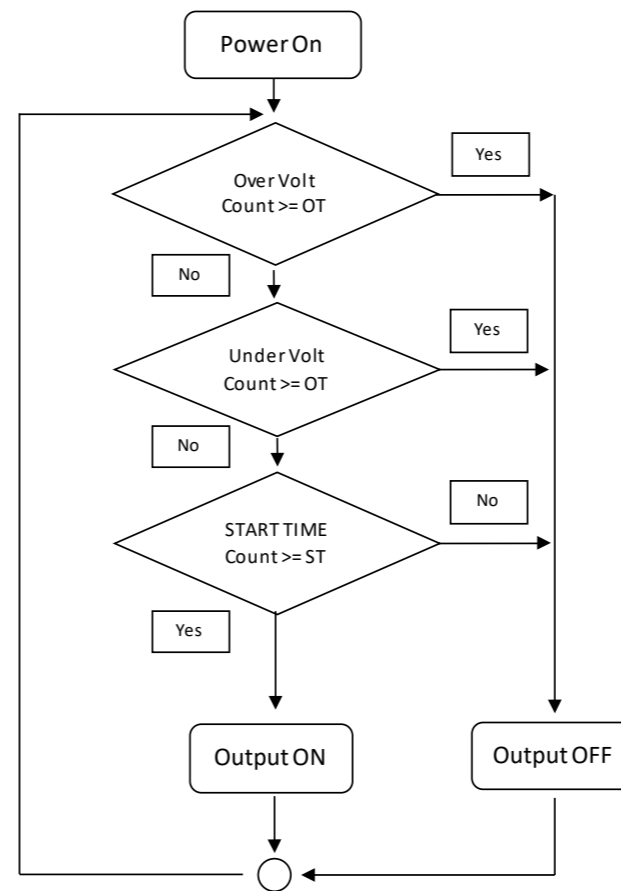 Power On
Over Volt
Count >= OT
Yes
No
Under Volt
Count >= OT
Yes
No
START TIME
Count >= ST
No
Yes
Output ON
Output OFF